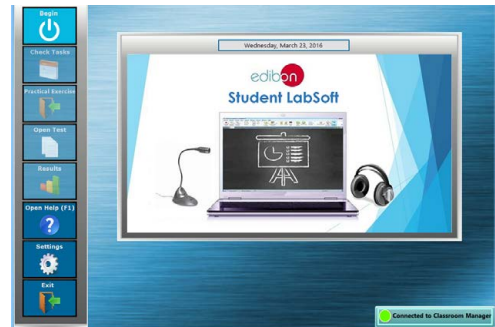 Begin
Check Tasks
Practical Exercise
Open Test
Results
Open Help (F1)
Settings
Exit
Wednesday, March 23, 2016
edibon
Student LabSoft
Connected to Classroom Manager